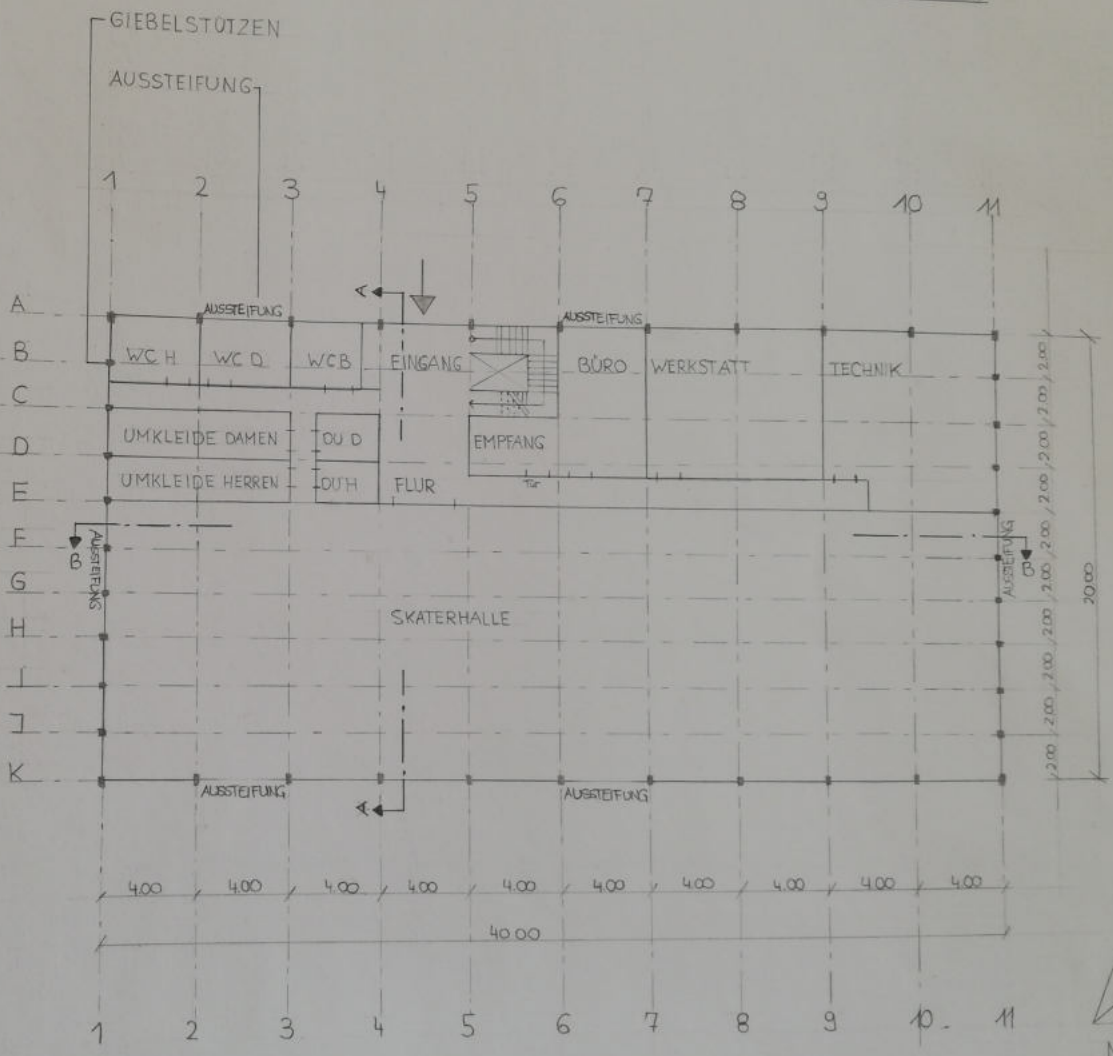 GIEBELSTÜTZEN
AUSSTEIFUNG
1 2 3 4 5 6 7 8 9 10 11
A
AUSSTEIFUNG
A
AUSSTEIFUNG
B
WC H
WC D
WCB
EINGANG
BÜRO
WERKSTATT
TECHNIK
C
D
UMKLEIDE DAMEN
DU D
EMPFANG
E
UMKLEIDE HERREN
DU H
FLUR
TÜR
F
B
AUSSTEIFUNG
AUSSTEIFUNG
B
G
H
SKATERHALLE
I
J
K
AUSSTEIFUNG
A
AUSSTEIFUNG
2.00 2.00 2.00 2.00 2.00 2.00 2.00 2.00 2.00 2.00
20.00
4.00 4.00 4.00 4.00 4.00 4.00 4.00 4.00 4.00 4.00
40.00
1 2 3 4 5 6 7 8 9 10 11